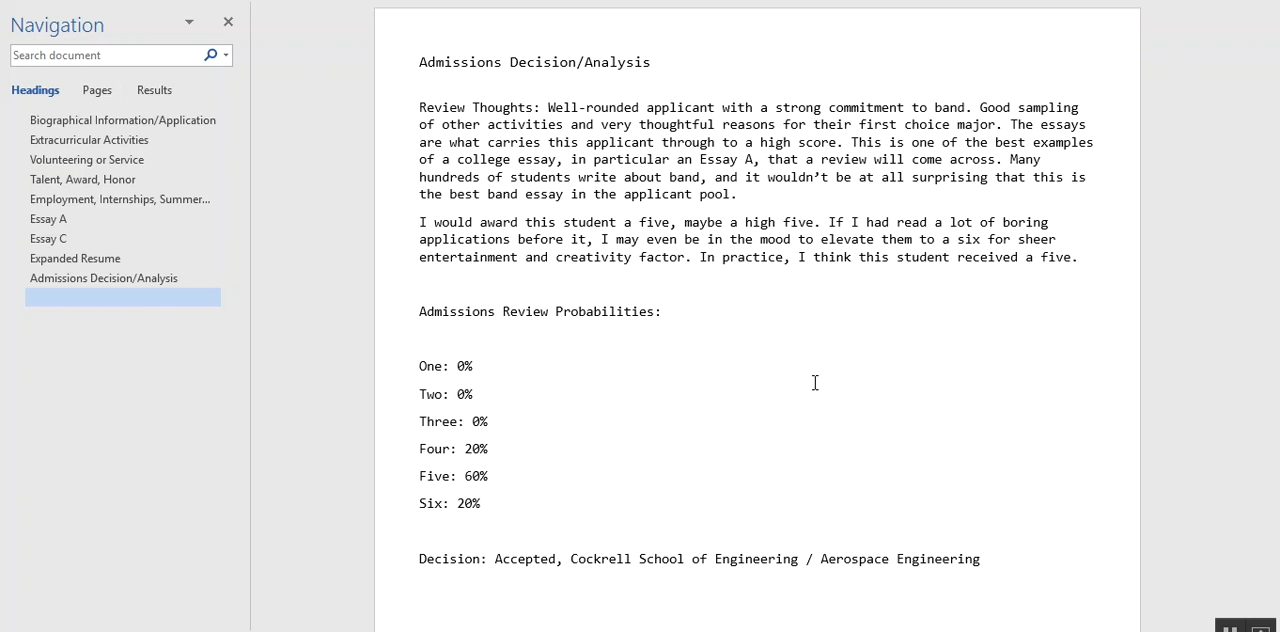 Navigation
Search document
Headings Pages Results
Biographical Information/Application
Extracurricular Activities
Volunteering or Service
Talent, Award, Honor
Employment, Internships, Summer...
Essay A
Essay C
Expanded Resume
Admissions Decision/Analysis
Admissions Decision/Analysis
Review Thoughts: Well-rounded applicant with a strong commitment to band. Good sampling
of other activities and very thoughtful reasons for their first choice major. The essays
are what carries this applicant through to a high score. This is one of the best examples
of a college essay, in particular an Essay A, that a review will come across. Many
hundreds of students write about band, and it wouldn’t be at all surprising that this is
the best band essay in the applicant pool.
I would award this student a five, maybe a high five. If I had read a lot of boring
applications before it, I may even be in the mood to elevate them to a six for sheer
entertainment and creativity factor. In practice, I think this student received a five.
Admissions Review Probabilities:
One: 0%
Two: 0%
Three: 0%
Four: 20%
Five: 60%
Six: 20%
Decision: Accepted, Cockrell School of Engineering / Aerospace Engineering